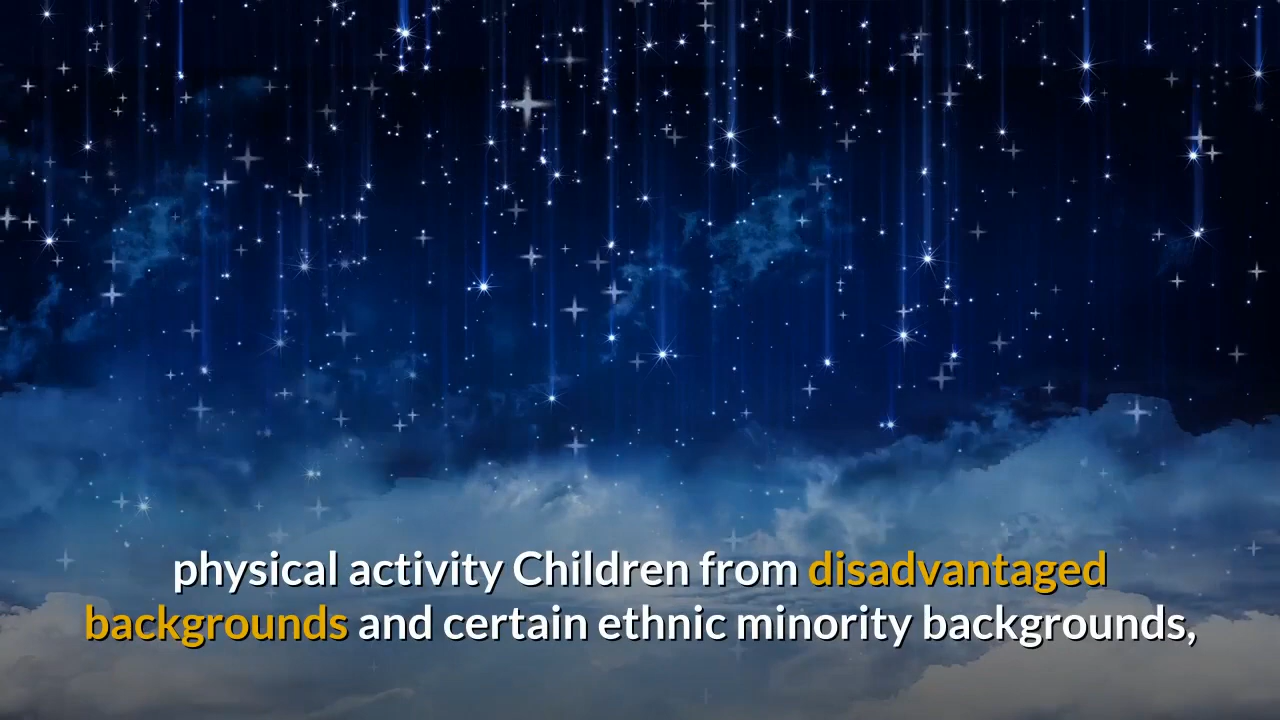 physical activity Children from disadvantaged
backgrounds and certain ethnic minority backgrounds,